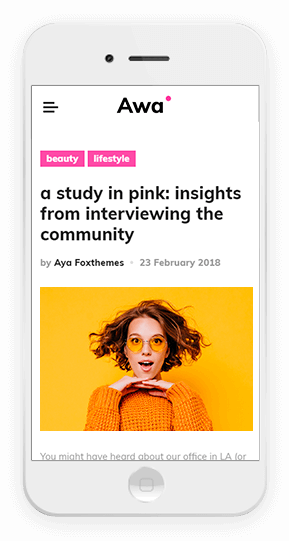 Awa
beauty lifestyle
a study in pink: insights
from interviewing the
community
by Aya Foxthemes • 23 February 2018
You might have heard about our office in LA (or